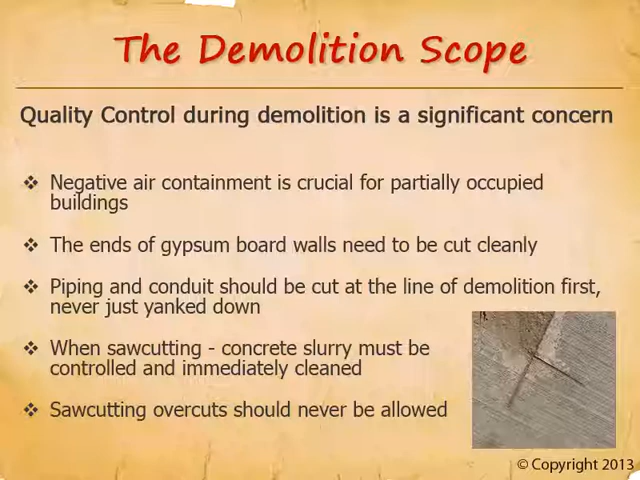 The Demolition Scope
Quality Control during demolition is a significant concern
❖ Negative air containment is crucial for partially occupied
buildings
❖ The ends of gypsum board walls need to be cut cleanly
❖ Piping and conduit should be cut at the line of demolition first,
never just yanked down
❖ When sawcutting - concrete slurry must be
controlled and immediately cleaned
❖ Sawcutting overcuts should never be allowed
© Copyright 2013